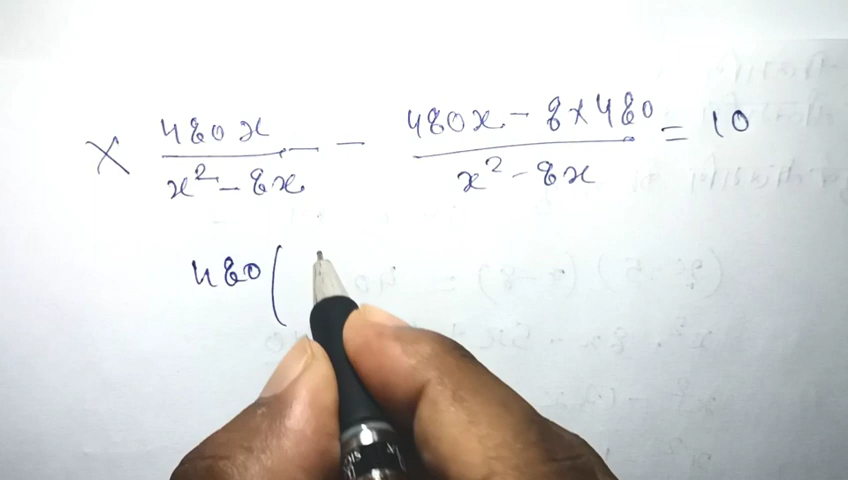 × 480x / x² - 8x - - 480x - 8×480 / x² - 8x = 10
480 (